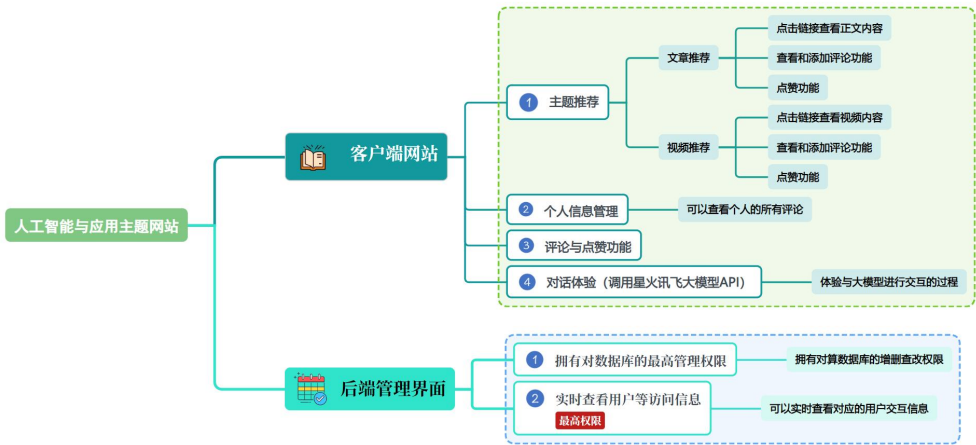 人工智能与应用主题网站
客户端网站
1 主题推荐
文章推荐
点击链接查看正文内容
查看和添加评论功能
点赞功能
视频推荐
点击链接查看视频内容
查看和添加评论功能
点赞功能
2 个人信息管理
可以查看个人的所有评论
3 评论与点赞功能
4 对话体验（调用星火讯飞大模型API）
体验与大模型进行交互的过程
后端管理界面
1 拥有对数据库的最高管理权限
拥有对算数据库的增删查改权限
2 实时查看用户等访问信息
最高权限
可以实时查看对应的用户交互信息